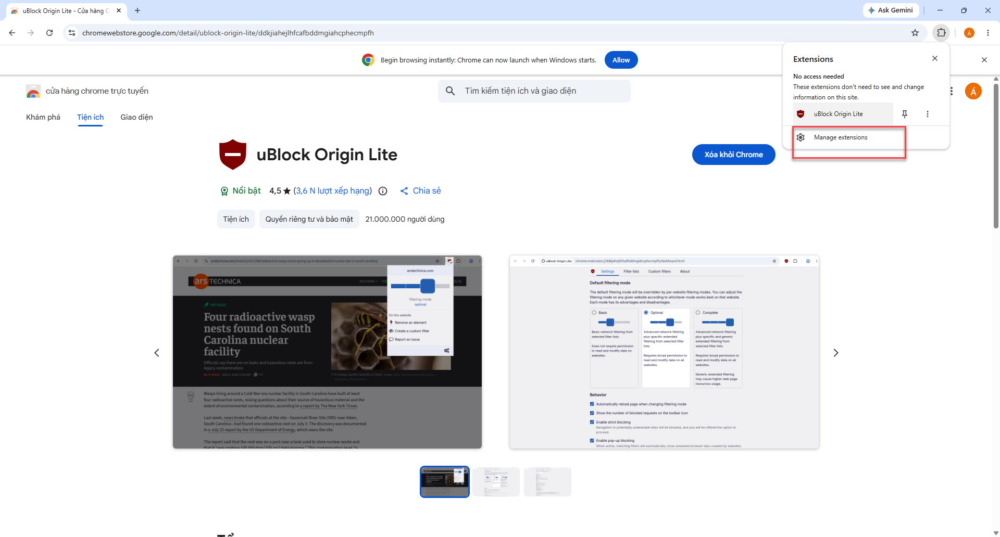 uBlock Origin Lite - Cửa hàng C
Ask Gemini
chromewebstore.google.com/detail/ublock-origin-lite/ddkjiahejlhfcafbddmgiahcphecmpfh
Á
Begin browsing instantly: Chrome can now launch when Windows starts.
Allow
Extensions
No access needed
These extensions don't need to see and change
information on this site.
uBlock Origin Lite
Manage extensions
cửa hàng chrome trực tuyến
Tìm kiếm tiện ích và giao diện
Á
Khám phá
Tiện ích
Giao diện
uBlock Origin Lite
Xóa khỏi Chrome
Nổi bật
4,5 ★ (3,6 N lượt xếp hạng)
Chia sẻ
Tiện ích
Quyền riêng tư và bảo mật
21.000.000 người dùng
arstechnica.com/health/2025/08/radioactive-wasp-nests-spring-up-in-decadesold-nuclear-site-in-south-carolina/
14
arstechnica.com
ars TECHNICA
SECTIONS
filtering mode
optimal
On this website
Remove an element
Create a custom filter
Report an issue
HOT BUZZ
Four radioactive wasp
nests found on South
Carolina nuclear
facility
Officials say there are no leaks and hazardous nests are from
legacy contamination.
BETH MOLE – AUG 4, 2025 11:35 AM
A wasp queen builds a nest.
Aa
Wasps living around a Cold War-era nuclear facility in South Carolina have built at least
four radioactive nests, raising questions about their source of hazardous material and the
extent of environmental contamination, according to a report by The New York Times.
Last week, news broke that officials at the site—Savannah River Site (SRS) near Aiken,
South Carolina—had found one radioactive nest on July 3. The discovery was documented
in a July 22 report by the US Department of Energy, which owns the site.
The report said that the nest was on a post near a tank used to store nuclear waste and
that it "was probing 100,000 dpm/100 cm2 beta/gamma." This contamination level "is
uBlock Origin Lite
chrome-extension://ddkjiahejlhfcafbddmgiahcphecmpfh/dashboard.html
Settings
Filter lists
Custom filters
About
Default filtering mode
The default filtering mode will be overridden by per-website filtering modes. You can adjust the
filtering mode on any given website according to whichever mode works best on that website.
Each mode has its advantages and disadvantages.
Basic
Basic network filtering from
selected filter lists.
Does not require permission
to read and modify data on
websites.
Optimal
Advanced network filtering
plus specific extended
filtering from selected filter
lists.
Requires broad permission to
read and modify data on all
websites.
Complete
Advanced network filtering
plus specific and generic
extended filtering from
selected filter lists.
Requires broad permission to
read and modify data on all
websites.
Generic extended filtering
may cause higher web page
resources usage.
Behavior
Automatically reload page when changing filtering mode
Show the number of blocked requests on the toolbar icon
Enable strict blocking
Navigation to potentially undesirable sites will be blocked, and you will be offered the option to
proceed.
Enable pop-up blocking
When active, matching filters will automatically close unwanted browser tabs created by websites.